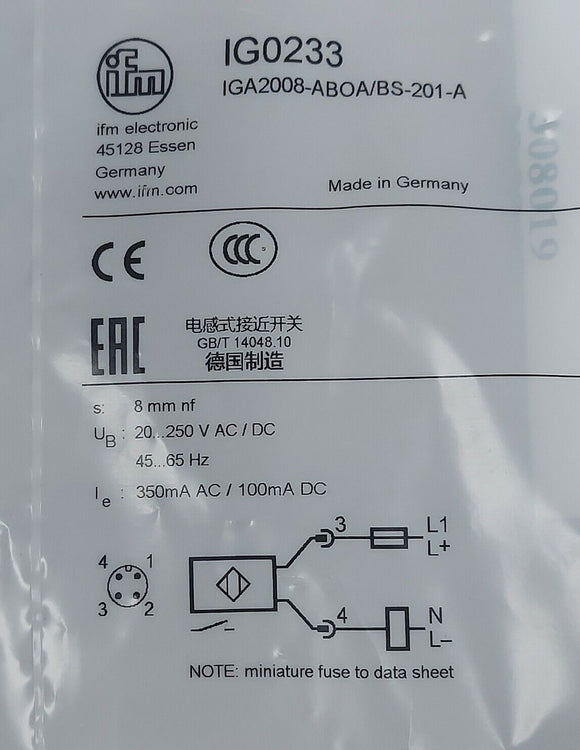 ifm
IG0233
IGA2008-ABOA/BS-201-A
ifm electronic
45128 Essen
Germany
www.ifm.com
Made in Germany
308019
CE
CCC
EAC
电感式接近开关
GB/T 14048.10
德国制造
s: 8 mm nf
UB: 20...250 V AC / DC
45...65 Hz
Ie : 350mA AC / 100mA DC
3 L1
L+
4 1
3 2
4 N
L–
NOTE: miniature fuse to data sheet